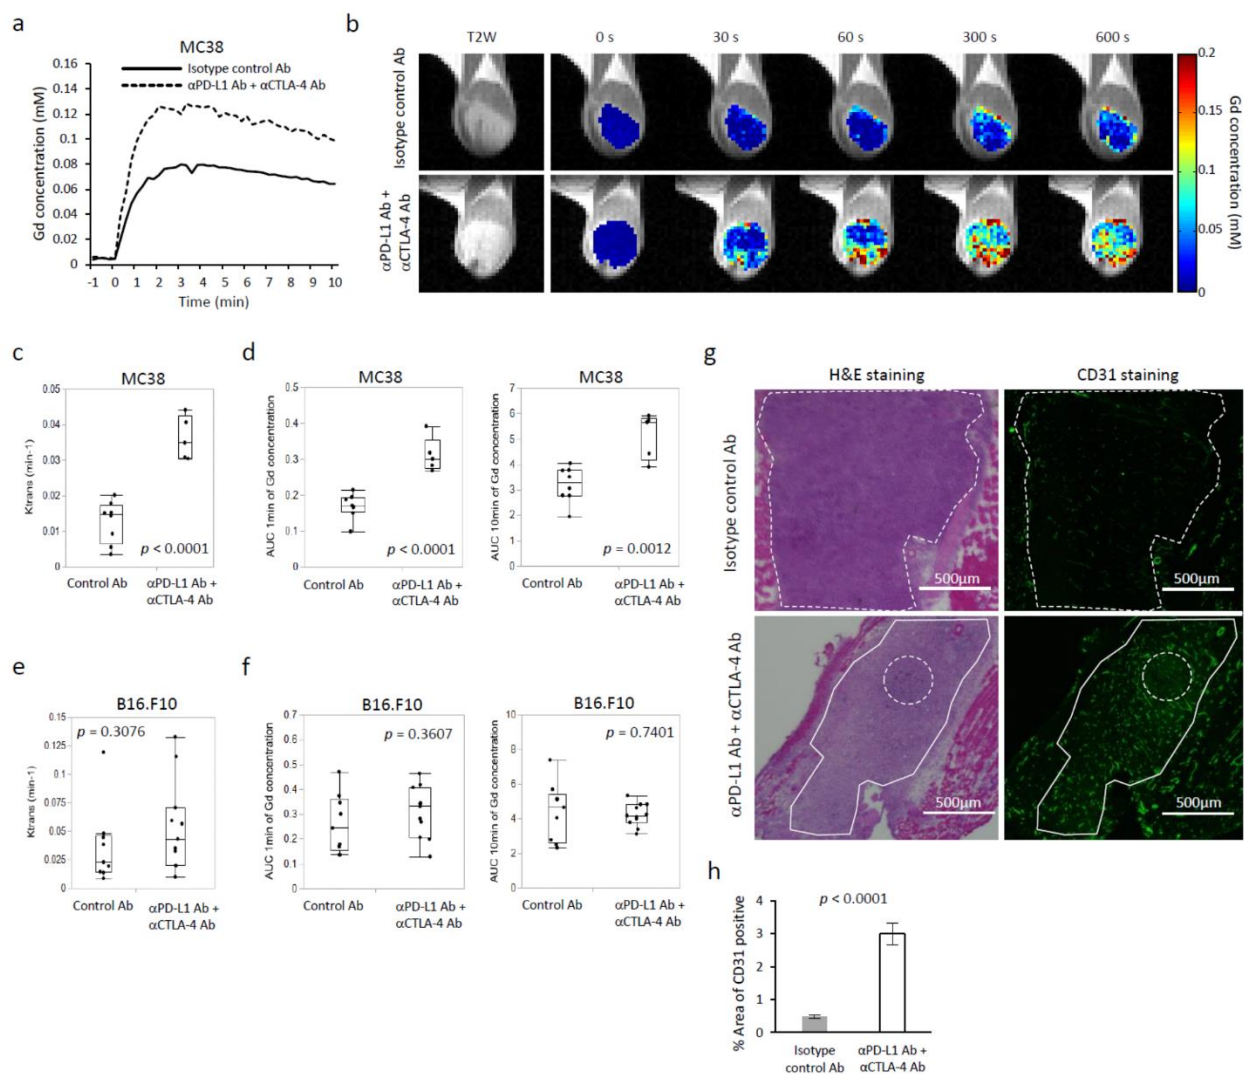 a
MC38
Isotype control Ab
αPD-L1 Ab + αCTLA-4 Ab
Gd concentration (mM)
0.16
0.14
0.12
0.1
0.08
0.06
0.04
0.02
0
-1 0 1 2 3 4 5 6 7 8 9 10
Time (min)
b
T2W 0 s 30 s 60 s 300 s 600 s
Isotype control Ab
αPD-L1 Ab +
αCTLA-4 Ab
0.2
0.15
0.1
0.05
0
Gd concentration (mM)
c
MC38
Ktrans (min-1)
0.05
0.04
0.03
0.02
0.01
0
p < 0.0001
Control Ab
αPD-L1 Ab +
αCTLA-4 Ab
d
MC38
AUC 1min of Gd concentration
0.5
0.4
0.3
0.2
0.1
0
p < 0.0001
Control Ab
αPD-L1 Ab +
αCTLA-4 Ab
MC38
AUC 10min of Gd concentration
7
6
5
4
3
2
1
0
p = 0.0012
Control Ab
αPD-L1 Ab +
αCTLA-4 Ab
e
B16.F10
Ktrans (min-1)
0.15
0.125
0.1
0.075
0.05
0.025
0
p = 0.3076
Control Ab
αPD-L1 Ab +
αCTLA-4 Ab
f
B16.F10
AUC 1min of Gd concentration
0.7
0.6
0.5
0.4
0.3
0.2
0.1
0
p = 0.3607
Control Ab
αPD-L1 Ab +
αCTLA-4 Ab
B16.F10
AUC 10min of Gd concentration
10
8
6
4
2
0
p = 0.7401
Control Ab
αPD-L1 Ab +
αCTLA-4 Ab
g
H&E staining CD31 staining
Isotype control Ab
500μm 500μm
αPD-L1 Ab + αCTLA-4 Ab
500μm 500μm
h
% Area of CD31 positive
4
3
2
1
0
p < 0.0001
Isotype
control Ab
αPD-L1 Ab +
αCTLA-4 Ab